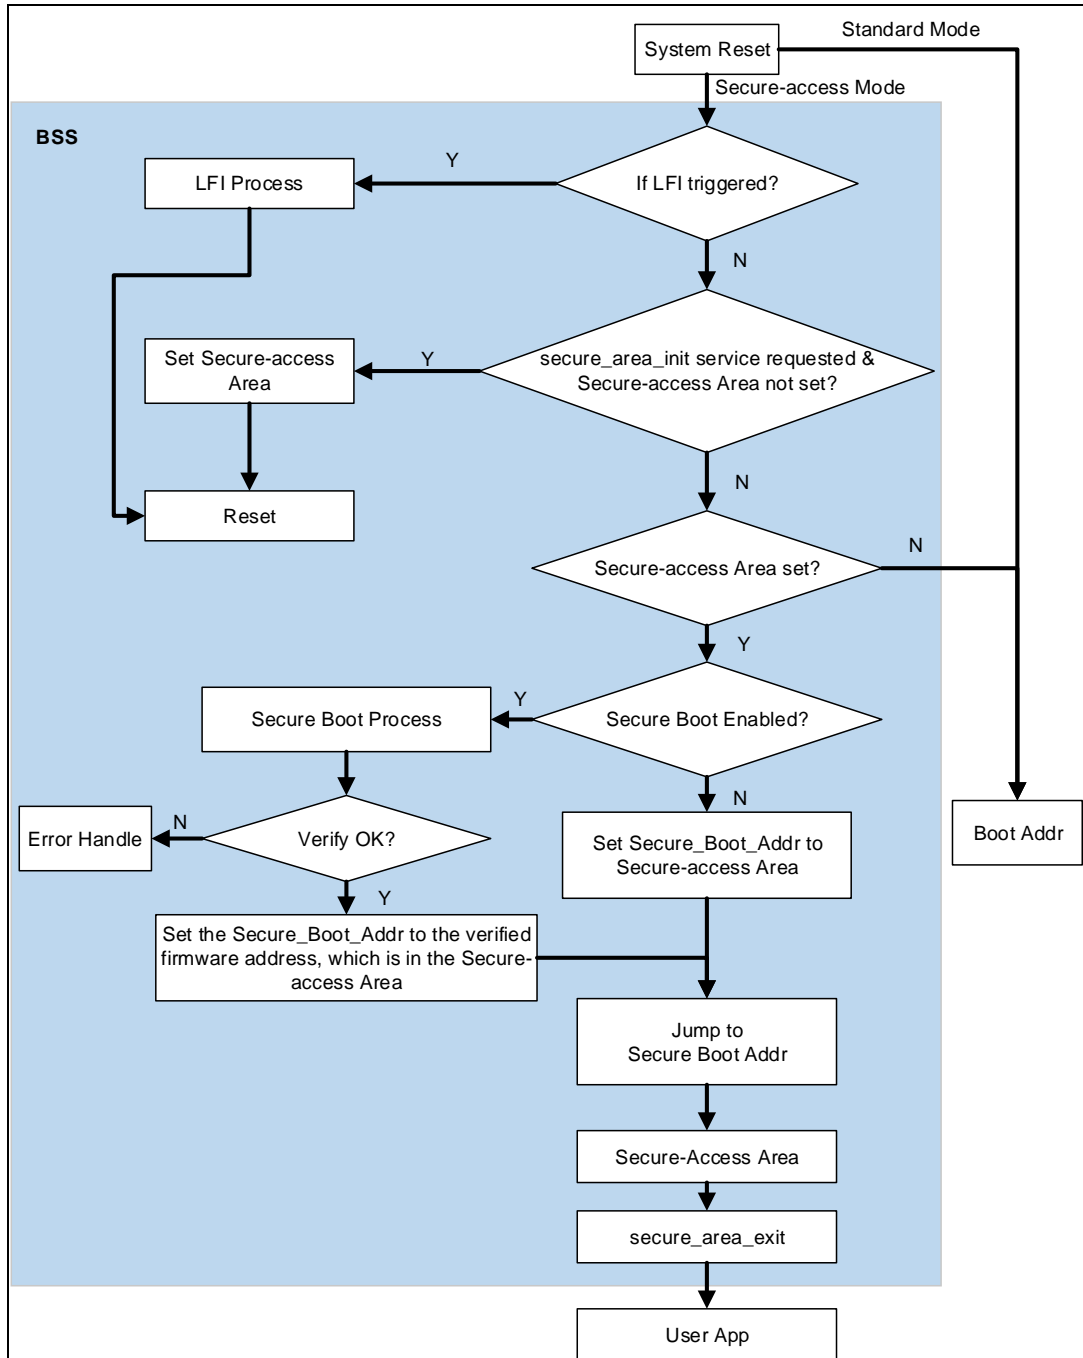 Standard Mode
System Reset
Secure-access Mode
BSS
Y
If LFI triggered?
LFI Process
N
secure_area_init service requested &
Secure-access Area not set?
Y
Set Secure-access
Area
N
Reset
Secure-access Area set?
N
Y
Secure Boot Enabled?
Y
Secure Boot Process
N
Verify OK?
N
Error Handle
Set Secure_Boot_Addr to
Secure-access Area
Boot Addr
Y
Set the Secure_Boot_Addr to the verified
firmware address, which is in the Secure-
access Area
Jump to
Secure Boot Addr
Secure-Access Area
secure_area_exit
User App